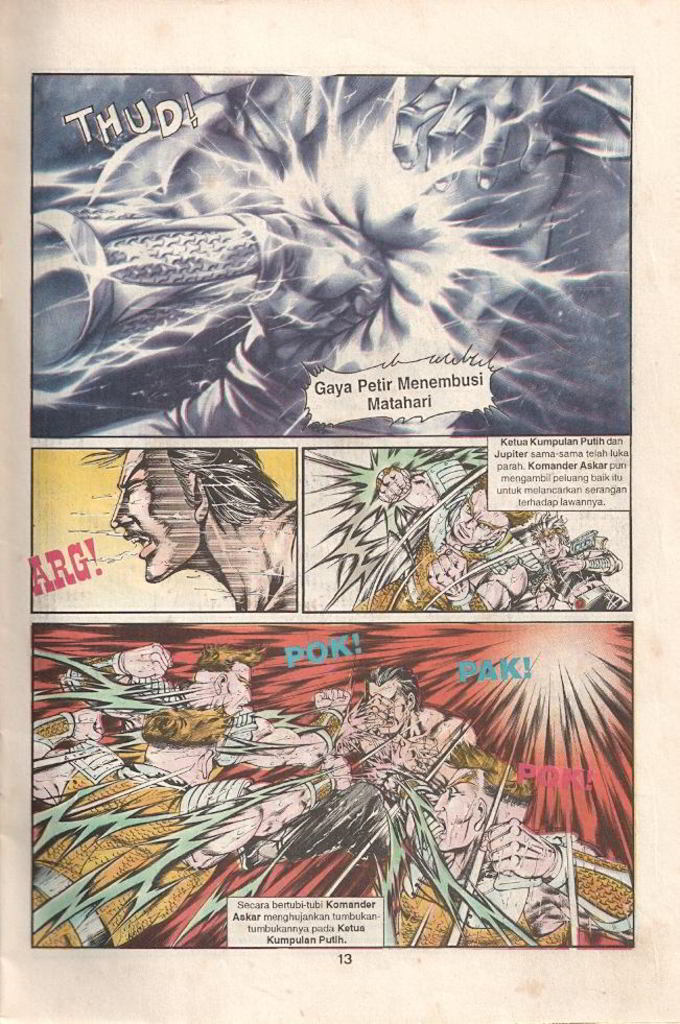 THUD!
Gaya Petir Menembusi
Matahari
Ketua Kumpulan Putih dan
Jupiter sama-sama telah luka
parah. Komander Askar pun
mengambil peluang baik itu
untuk melancarkan serangan
terhadap lawannya.
ARG!
POK!
PAK!
POK!
Secara bertubi-tubi Komander
Askar menghujankan tumbukan-
tumbukannya pada Ketua
Kumpulan Putih.
13